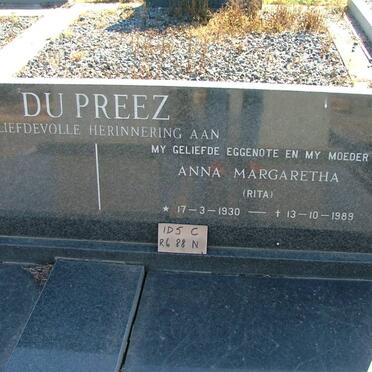 DU PREEZ
LIEFDEVOLLE HERINNERING AAN
MY GELIEFDE EGGENOTE EN MY MOEDER
ANNA MARGARETHA
(RITA)
★ 17-3-1930 — † 13-10-1989
ID5 C
R6 88 N